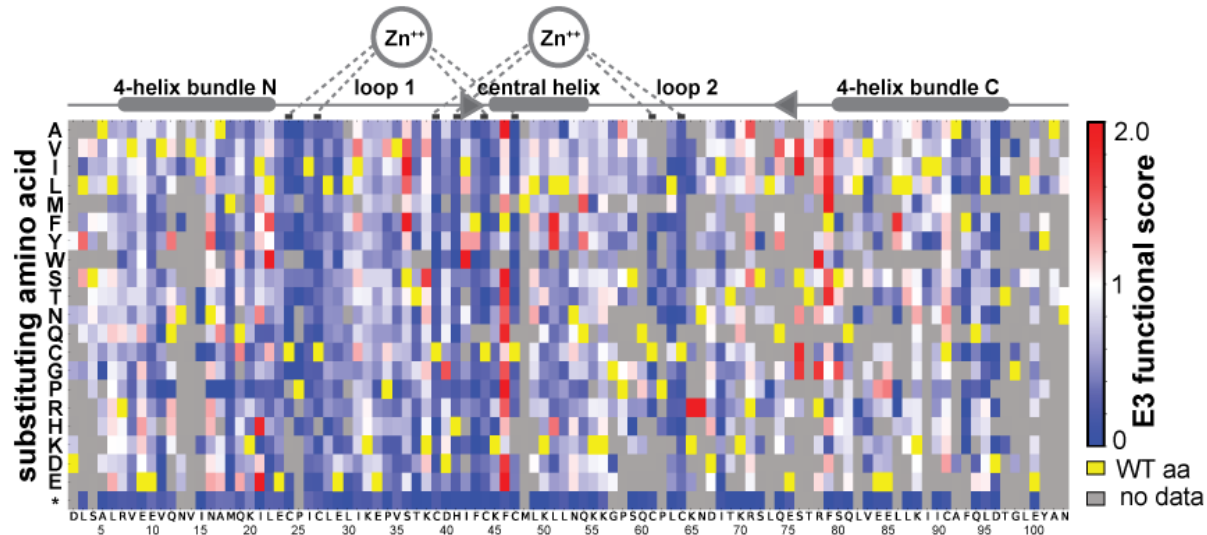 Zn++ Zn++
4-helix bundle N loop 1 central helix loop 2 4-helix bundle C
substituting amino acid
A
V
I
L
M
F
Y
W
S
T
N
Q
C
G
P
R
H
K
D
E
*
DLSALRVEEVQNVINAMQKILECPICLELIKEPVSTKCDHIFCKFCMLKLLNQKKGPSQCPLCKNDITKRSLQESTRFSQLVEELLKIICAFQLDTGLEYAN
5 10 15 20 25 30 35 40 45 50 55 60 65 70 75 80 85 90 95 100
2.0
1
0
E3 functional score
WT aa
no data